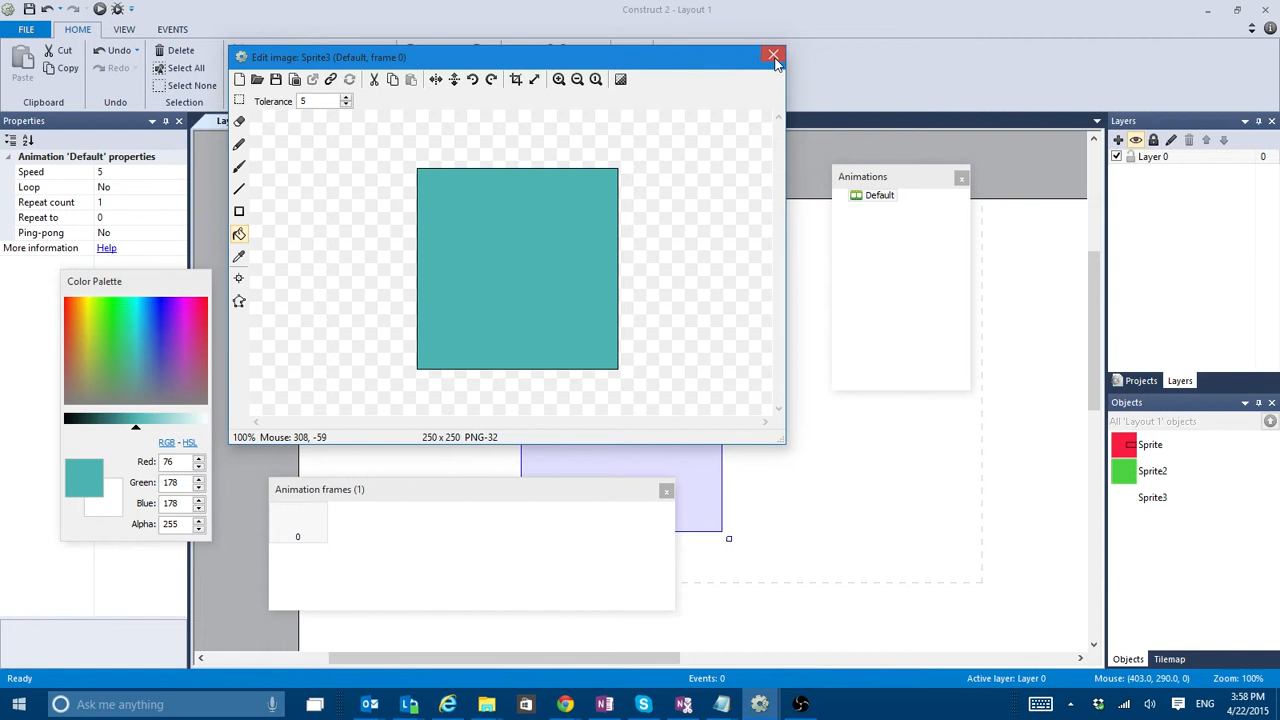 Construct 2 - Layout 1
FILE
HOME
VIEW
EVENTS
Paste
Cut
Clipboard
Undo
Redo
Undo
Delete
Select All
Select None
Selection
Edit image: Sprite3 (Default, frame 0)
Close
Tolerance
5
100% Mouse: 308, -59
250 x 250 PNG-32
Properties
Animation 'Default' properties
Speed 5
Loop No
Repeat count 1
Repeat to 0
Ping-pong No
More information Help
Color Palette
RGB - HSL
Red: 76
Green: 178
Blue: 178
Alpha: 255
Animations
x
Default
Animation frames (1)
x
0
Layers
Layer 0 0
Projects
Layers
Objects
All 'Layout 1' objects
Sprite
Sprite2
Sprite3
Objects
Tilemap
Ready
Events: 0
Active layer: Layer 0
Mouse: (403.0, 290.0, 0)
Zoom: 100%
Ask me anything
ENG
3:58 PM
4/22/2015